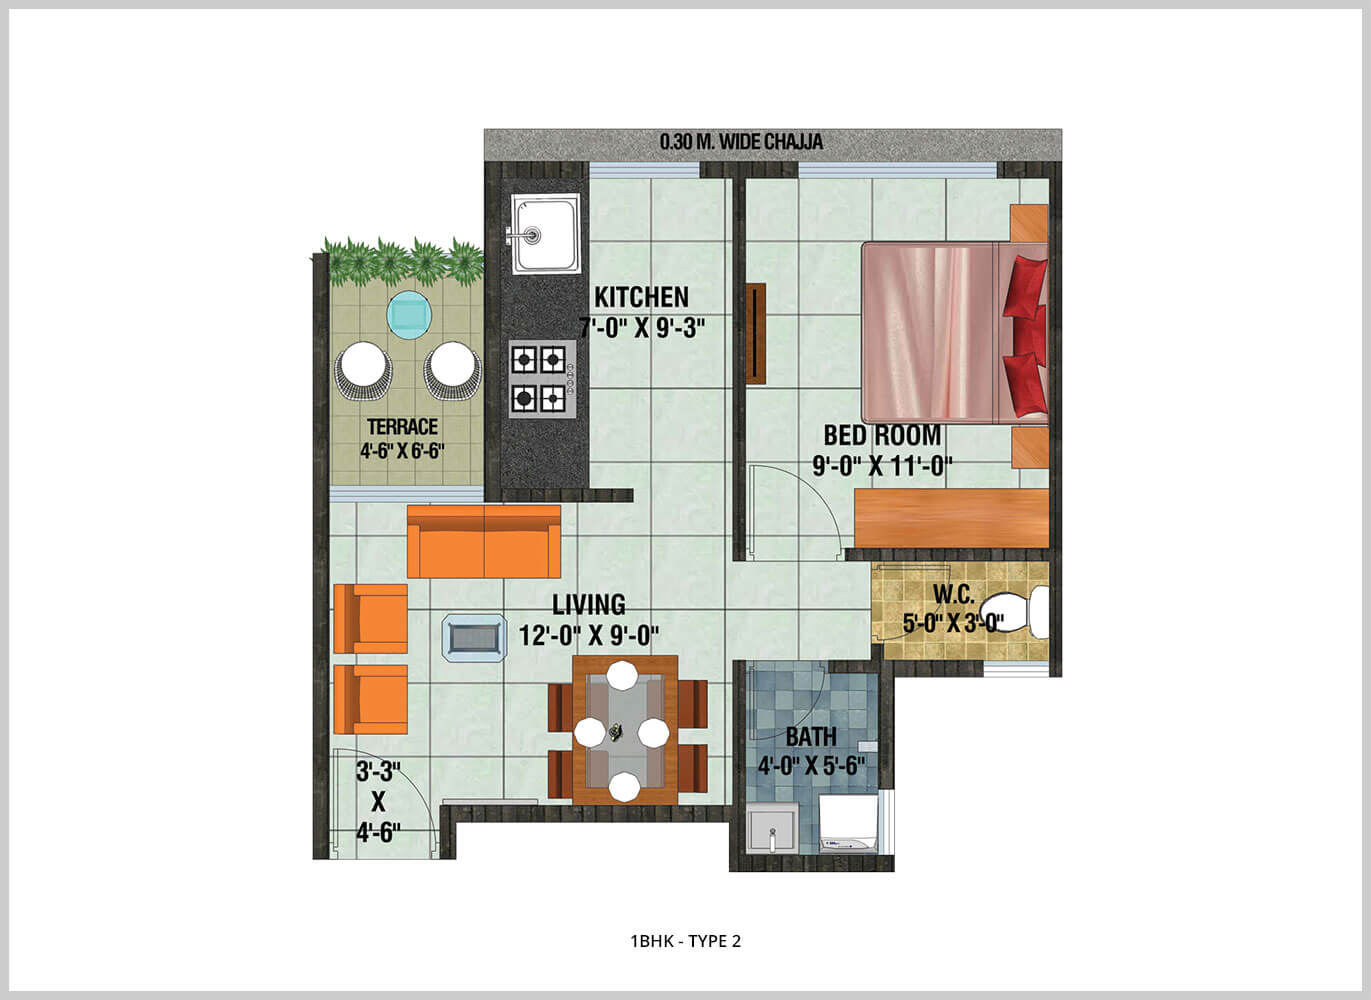 0.30 M. WIDE CHAJJA
KITCHEN
7'-0" X 9'-3"
TERRACE
4'-6" X 6'-6"
BED ROOM
9'-0" X 11'-0"
LIVING
12'-0" X 9'-0"
W.C.
5'-0" X 3'-0"
BATH
4'-0" X 5'-6"
3'-3"
X
4'-6"
1BHK - TYPE 2